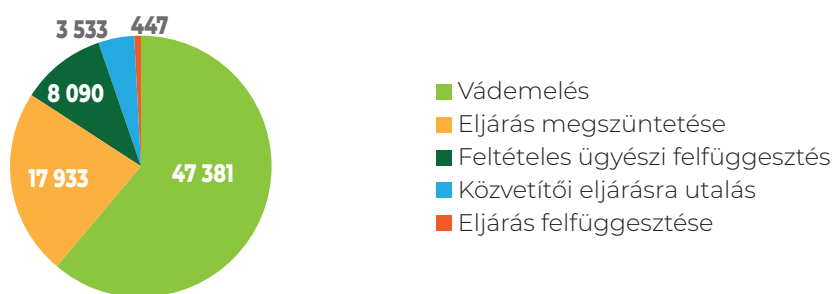 3 533
447
8 090
17 933
47 381
Vádemelés
Eljárás megszüntetése
Feltételes ügyészi felfüggesztés
Közvetítői eljárásra utalás
Eljárás felfüggesztése